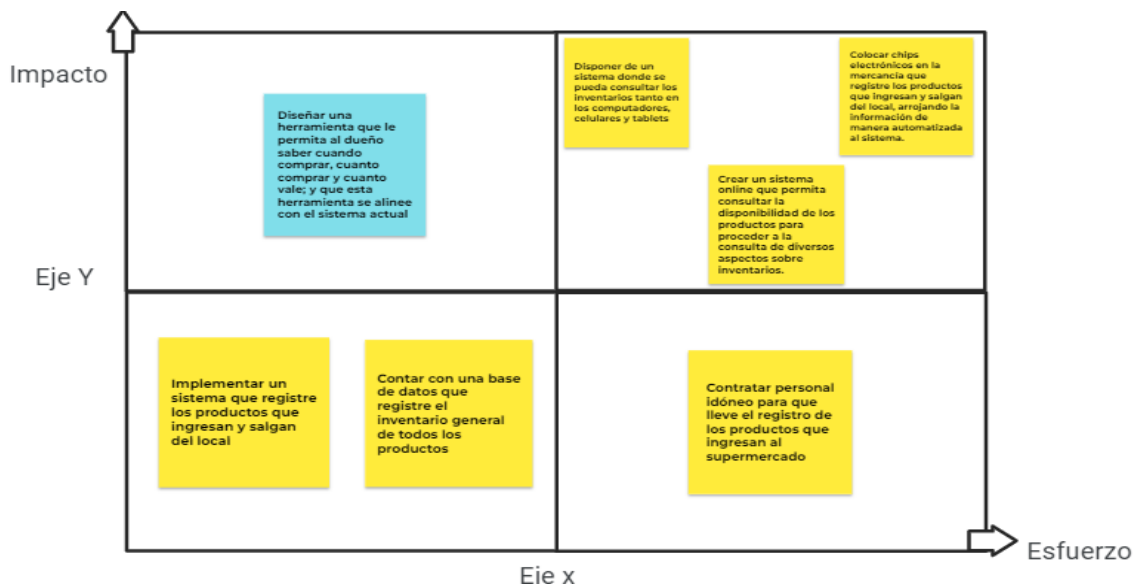 Impacto
Diseñar una
herramienta que le
permita al dueño
saber cuando
comprar, cuanto
comprar y cuanto
vale; y que esta
herramienta se alinee
con el sistema actual
Disponer de un
sistema donde se
pueda consultar los
inventarios tanto en
los computadores,
celulares y tablets
Colocar chips
electrónicos en la
mercancía que
registre los productos
que ingresan y salgan
del local, arrojando la
información de
manera automatizada
al sistema.
Crear un sistema
online que permita
consultar la
disponibilidad de los
productos para
proceder a la
consulta de diversos
aspectos sobre
inventarios.
Eje Y
Implementar un
sistema que registre
los productos que
ingresan y salgan
del local
Contar con una base
de datos que
registre el
inventario general
de todos los
productos
Contratar personal
idóneo para que
lleve el registro de
los productos que
ingresan al
supermercado
Esfuerzo
Eje x